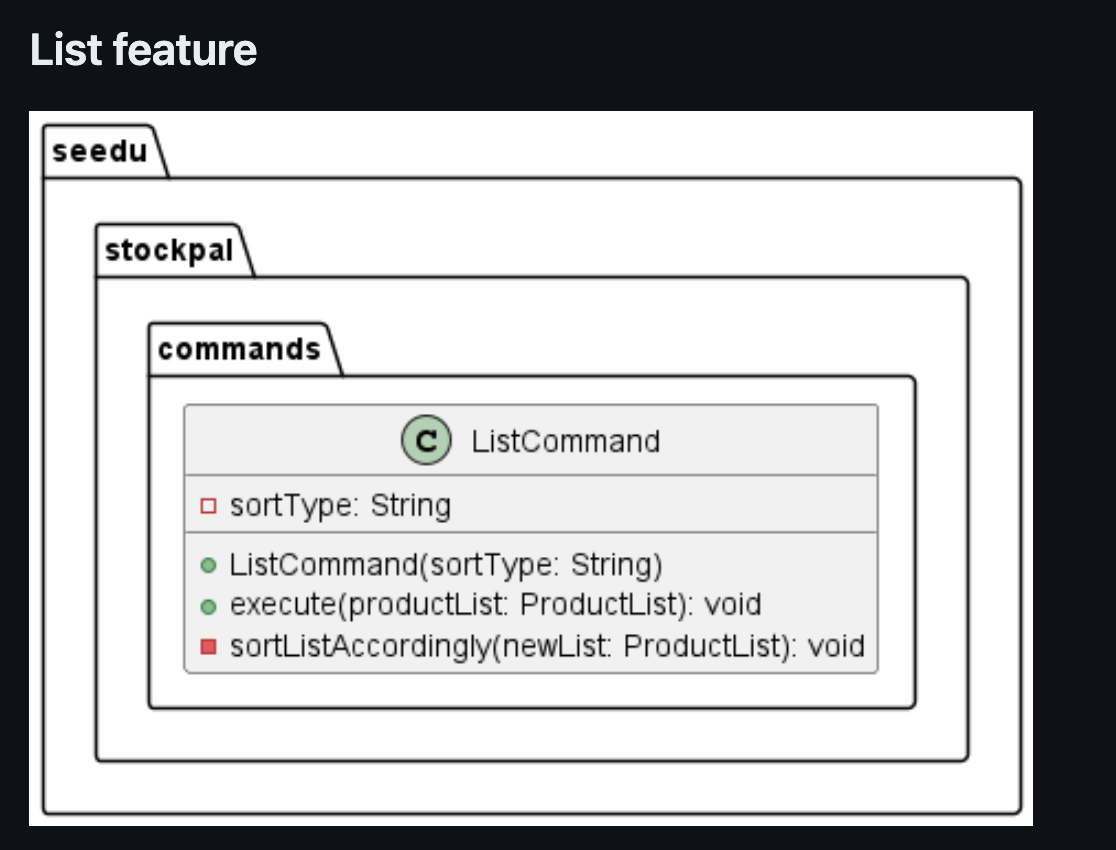 List feature
seedu
stockpal
commands
C ListCommand
sortType: String
ListCommand(sortType: String)
execute(productList: ProductList): void
sortListAccordingly(newList: ProductList): void